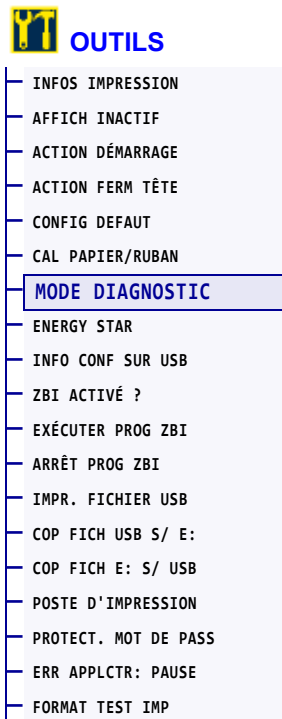 OUTILS
INFOS IMPRESSION
AFFICH INACTIF
ACTION DÉMARRAGE
ACTION FERM TÊTE
CONFIG DEFAUT
CAL PAPIER/RUBAN
MODE DIAGNOSTIC
ENERGY STAR
INFO CONF SUR USB
ZBI ACTIVÉ ?
EXÉCUTER PROG ZBI
ARRÊT PROG ZBI
IMPR. FICHIER USB
COP FICH USB S/ E:
COP FICH E: S/ USB
POSTE D'IMPRESSION
PROTECT. MOT DE PASS
ERR APPLCTR: PAUSE
FORMAT TEST IMP